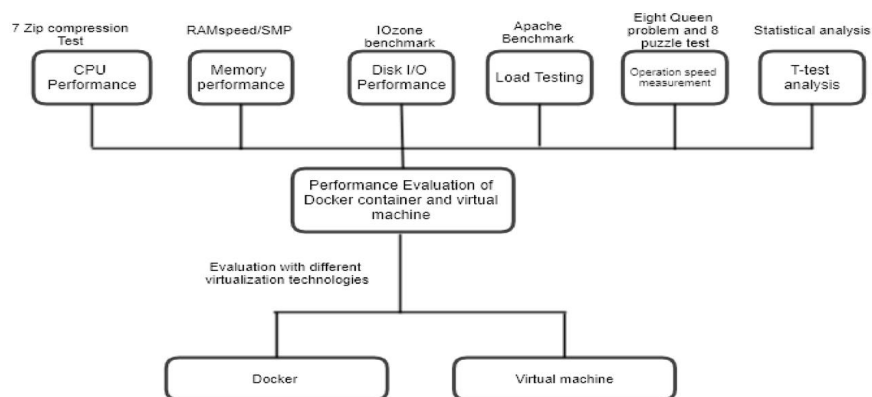 7 Zip compression
Test
RAMspeed/SMP
IOzone
benchmark
Apache
Benchmark
Eight Queen
problem and 8
puzzle test
Statistical analysis
CPU
Performance
Memory
performance
Disk I/O
Performance
Load Testing
Operation speed
measurement
T-test
analysis
Performance Evaluation of
Docker container and virtual
machine
Evaluation with different
virtualization technologies
Docker
Virtual machine